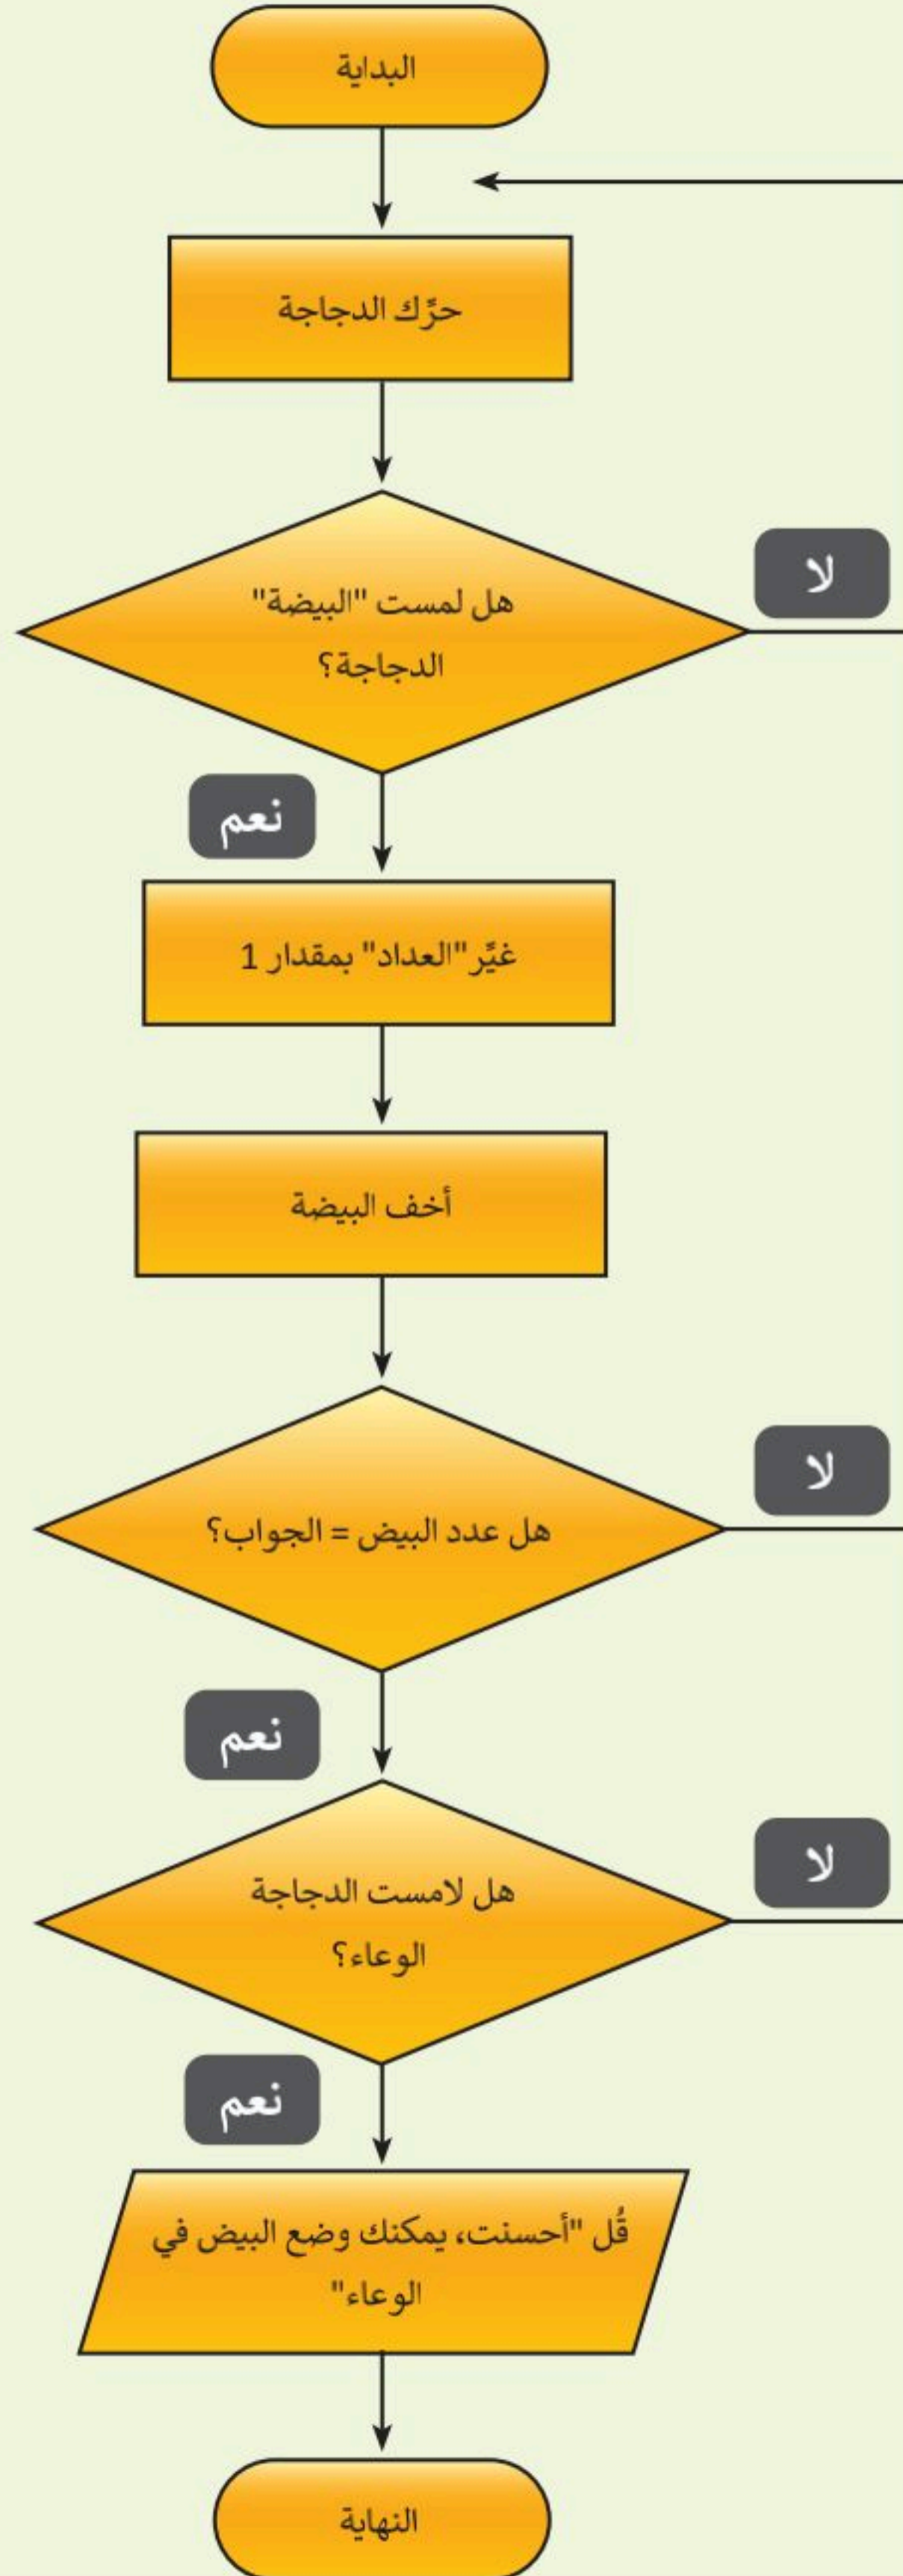 البداية
حرِّك الدجاجة
هل لمست "البيضة"
الدجاجة؟
لا
نعم
غيِّر "العداد" بمقدار 1
أخف البيضة
هل عدد البيض = الجواب؟
لا
نعم
هل لامست الدجاجة
الوعاء؟
لا
نعم
قُل "أحسنت، يمكنك وضع البيض في
الوعاء"
النهاية